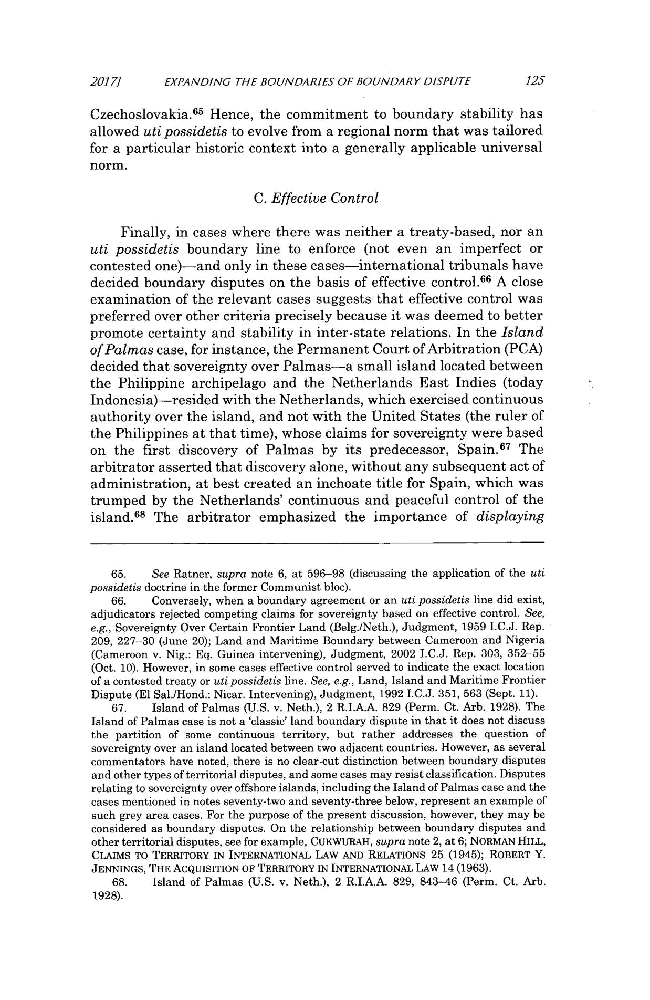 2017] EXPANDING THE BOUNDARIES OF BOUNDARY DISPUTE 125
Czechoslovakia.65 Hence, the commitment to boundary stability has
allowed uti possidetis to evolve from a regional norm that was tailored
for a particular historic context into a generally applicable universal
norm.
C. Effective Control
Finally, in cases where there was neither a treaty-based, nor an
uti possidetis boundary line to enforce (not even an imperfect or
contested one)—and only in these cases—international tribunals have
decided boundary disputes on the basis of effective control.66 A close
examination of the relevant cases suggests that effective control was
preferred over other criteria precisely because it was deemed to better
promote certainty and stability in inter-state relations. In the Island
of Palmas case, for instance, the Permanent Court of Arbitration (PCA)
decided that sovereignty over Palmas—a small island located between
the Philippine archipelago and the Netherlands East Indies (today
Indonesia)—resided with the Netherlands, which exercised continuous
authority over the island, and not with the United States (the ruler of
the Philippines at that time), whose claims for sovereignty were based
on the first discovery of Palmas by its predecessor, Spain.67 The
arbitrator asserted that discovery alone, without any subsequent act of
administration, at best created an inchoate title for Spain, which was
trumped by the Netherlands' continuous and peaceful control of the
island.68 The arbitrator emphasized the importance of displaying
65. See Ratner, supra note 6, at 596–98 (discussing the application of the uti
possidetis doctrine in the former Communist bloc).
66. Conversely, when a boundary agreement or an uti possidetis line did exist,
adjudicators rejected competing claims for sovereignty based on effective control. See,
e.g., Sovereignty Over Certain Frontier Land (Belg./Neth.), Judgment, 1959 I.C.J. Rep.
209, 227–30 (June 20); Land and Maritime Boundary between Cameroon and Nigeria
(Cameroon v. Nig.: Eq. Guinea intervening), Judgment, 2002 I.C.J. Rep. 303, 352–55
(Oct. 10). However, in some cases effective control served to indicate the exact location
of a contested treaty or uti possidetis line. See, e.g., Land, Island and Maritime Frontier
Dispute (El Sal./Hond.: Nicar. Intervening), Judgment, 1992 I.C.J. 351, 563 (Sept. 11).
67. Island of Palmas (U.S. v. Neth.), 2 R.I.A.A. 829 (Perm. Ct. Arb. 1928). The
Island of Palmas case is not a 'classic' land boundary dispute in that it does not discuss
the partition of some continuous territory, but rather addresses the question of
sovereignty over an island located between two adjacent countries. However, as several
commentators have noted, there is no clear-cut distinction between boundary disputes
and other types of territorial disputes, and some cases may resist classification. Disputes
relating to sovereignty over offshore islands, including the Island of Palmas case and the
cases mentioned in notes seventy-two and seventy-three below, represent an example of
such grey area cases. For the purpose of the present discussion, however, they may be
considered as boundary disputes. On the relationship between boundary disputes and
other territorial disputes, see for example, CUKWURAH, supra note 2, at 6; NORMAN HILL,
CLAIMS TO TERRITORY IN INTERNATIONAL LAW AND RELATIONS 25 (1945); ROBERT Y.
JENNINGS, THE ACQUISITION OF TERRITORY IN INTERNATIONAL LAW 14 (1963).
68. Island of Palmas (U.S. v. Neth.), 2 R.I.A.A. 829, 843–46 (Perm. Ct. Arb.
1928).